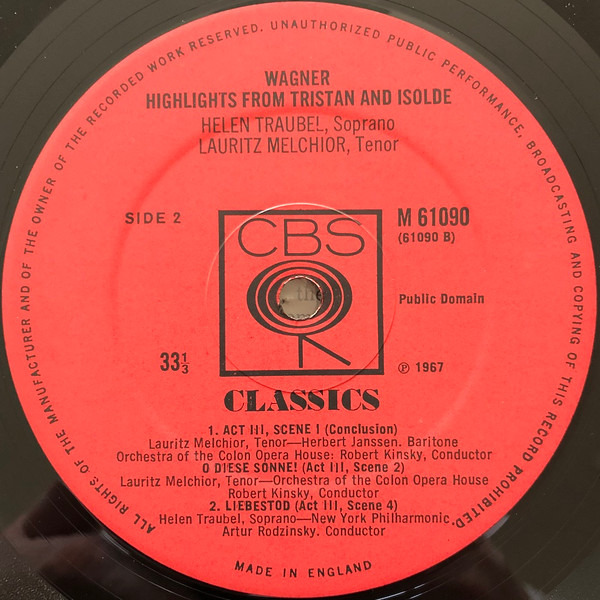 ALL RIGHTS OF THE MANUFACTURER AND OF THE OWNER OF THE RECORDED WORK RESERVED. UNAUTHORIZED PUBLIC PERFORMANCE, BROADCASTING AND COPYING OF THIS RECORD PROHIBITED.
WAGNER
HIGHLIGHTS FROM TRISTAN AND ISOLDE
HELEN TRAUBEL, Soprano
LAURITZ MELCHIOR, Tenor
SIDE 2
M 61090
(61090 B)
CBS
Public Domain
33⅓
℗ 1967
CLASSICS
1. ACT III, SCENE I (Conclusion)
Lauritz Melchior, Tenor—Herbert Janssen. Baritone
Orchestra of the Colon Opera House: Robert Kinsky, Conductor
O DIESE SONNE! (Act III, Scene 2)
Lauritz Melchior, Tenor—Orchestra of the Colon Opera House
Robert Kinsky, Conductor
2. LIEBESTOD (Act III, Scene 4)
Helen Traubel, Soprano—New York Philharmonic,
Artur Rodzinsky. Conductor
MADE IN ENGLAND